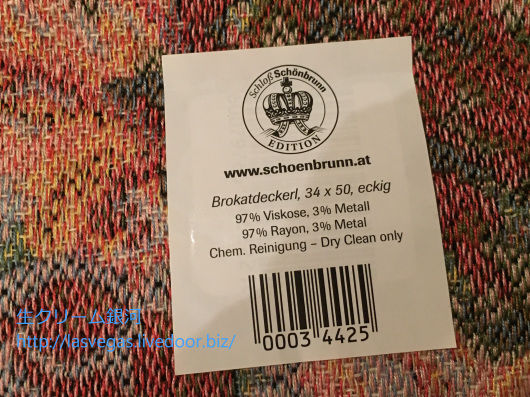 Schloß Schönbrunn
EDITION
www.schoenbrunn.at
Brokatdeckerl, 34 x 50, eckig
97% Viskose, 3% Metall
97% Rayon, 3% Metal
Chem. Reinigung – Dry Clean only
0003 4425
生クリーム銀河
http://lasvegas.livedoor.biz/